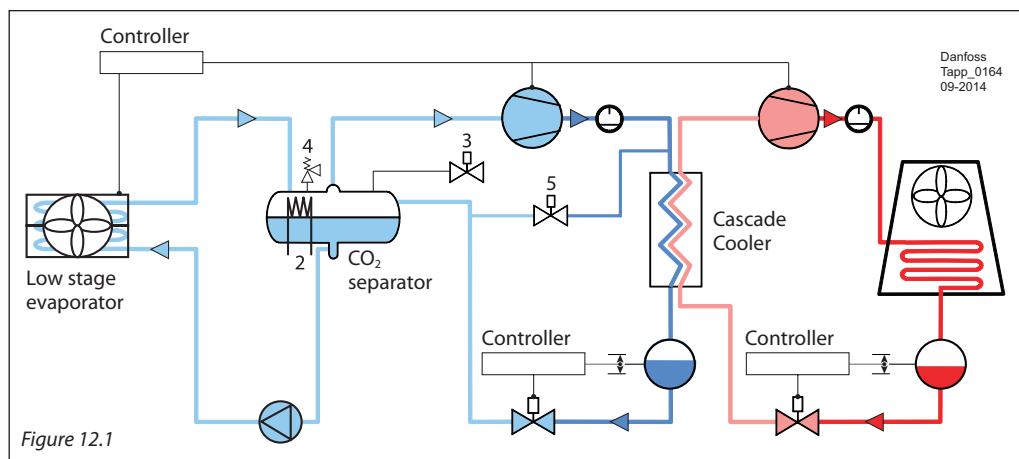 Controller
Danfoss
Tapp_0164
09-2014
4
3
5
Cascade
Cooler
2
CO₂
separator
Low stage
evaporator
Controller
Controller
Figure 12.1